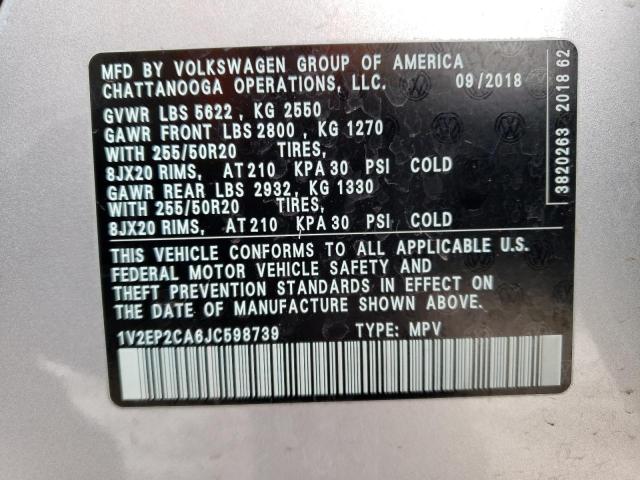 MFD BY VOLKSWAGEN GROUP OF AMERICA
CHATTANOOGA OPERATIONS, LLC. 09/2018
GVWR LBS 5622 , KG 2550
GAWR FRONT LBS 2800 , KG 1270
WITH 255/50R20 TIRES,
8JX20 RIMS, AT 210 KPA 30 PSI COLD
GAWR REAR LBS 2932, KG 1330
WITH 255/50R20 TIRES,
8JX20 RIMS, AT 210 KPA 30 PSI COLD
THIS VEHICLE CONFORMS TO ALL APPLICABLE U.S.
FEDERAL MOTOR VEHICLE SAFETY AND
THEFT PREVENTION STANDARDS IN EFFECT ON
THE DATE OF MANUFACTURE SHOWN ABOVE.
1V2EP2CA6JC598739 TYPE: MPV
3820263 2018 62